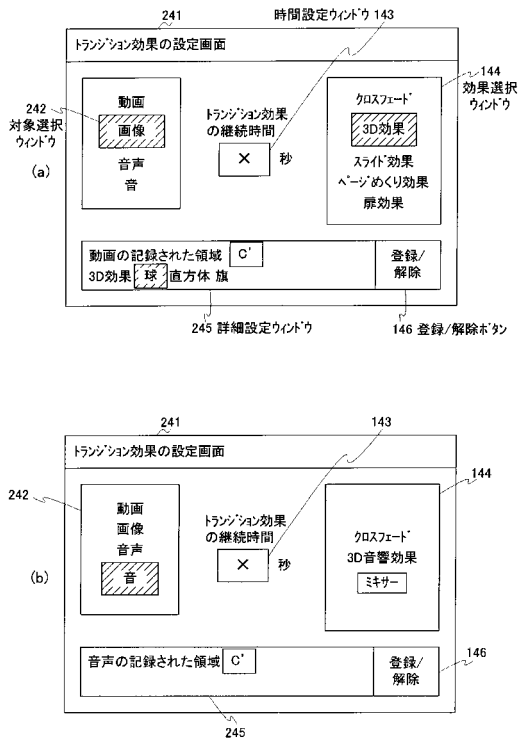 241
時間設定ウィンドウ 143
トランジション効果の設定画面
144
効果選択
ウィンドウ
242
対象選択
ウィンドウ
(a)
動画
画像
音声
音
トランジション効果
の継続時間
× 秒
クロスフェード
3D効果
スライド効果
ページめくり効果
扉効果
動画の記録された領域 C'
3D効果 球 直方体 旗
登録/
解除
245 詳細設定ウィンドウ
146 登録/解除ボタン
241
143
トランジション効果の設定画面
144
242
(b)
動画
画像
音声
音
トランジション効果
の継続時間
× 秒
クロスフェード
3D音響効果
ミキサー
音声の記録された領域 C'
登録/
解除
146
245